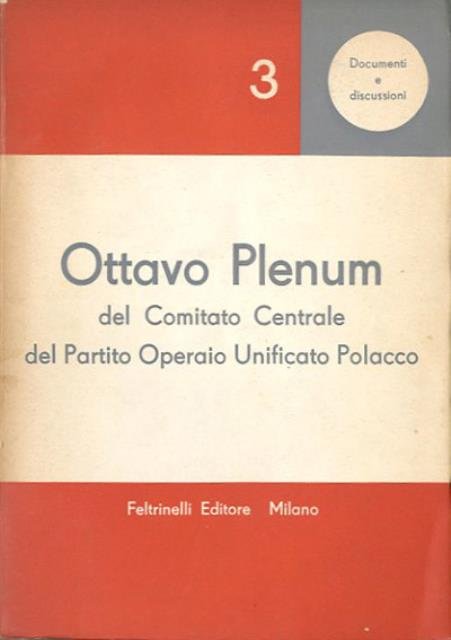 3
Documenti
e
discussioni
Ottavo Plenum
del Comitato Centrale
del Partito Operaio Unificato Polacco
Feltrinelli Editore Milano